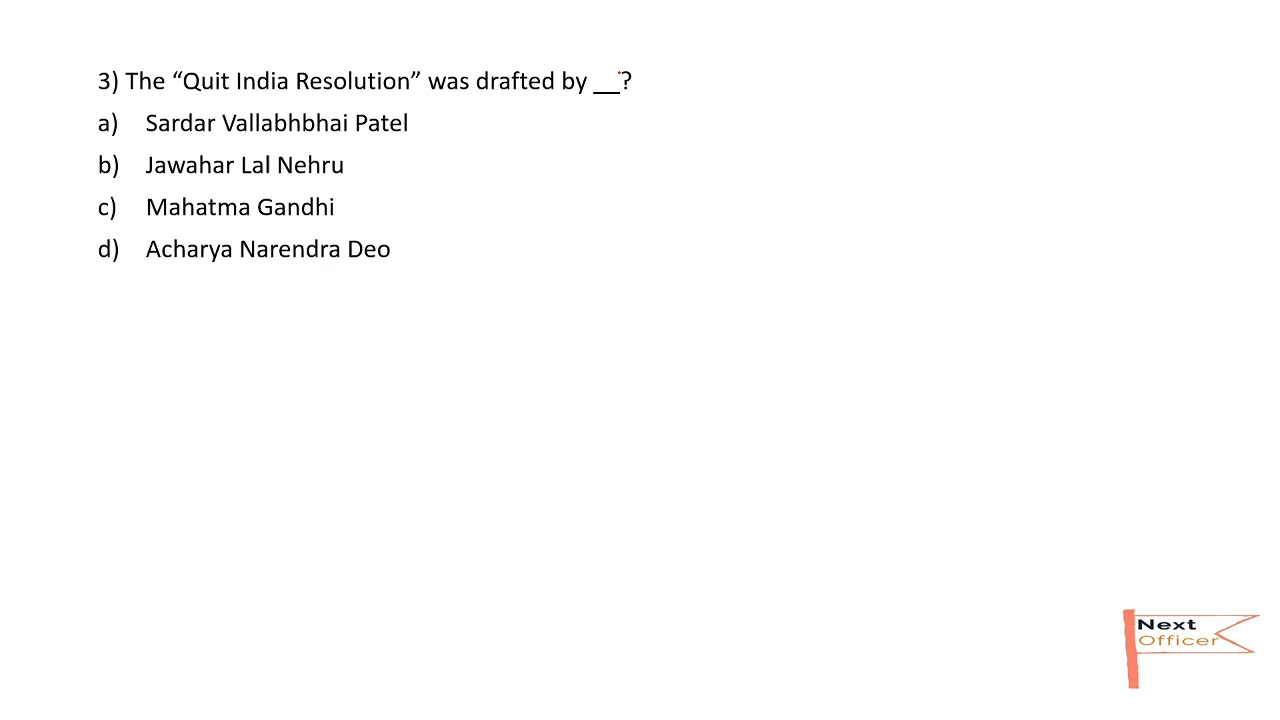 3) The “Quit India Resolution” was drafted by __?
a) Sardar Vallabhbhai Patel
b) Jawahar Lal Nehru
c) Mahatma Gandhi
d) Acharya Narendra Deo
Next
Officer